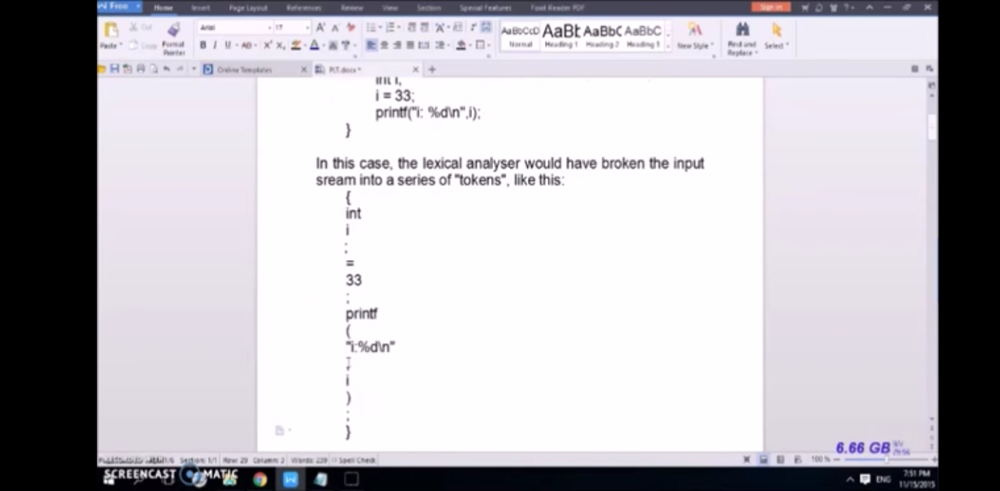 W Free
Home Insert Page Layout References Review View Section Special Features Foxit Reader PDF Sign in
Paste Cut Copy Format Painter
Arial 17
B I U AB X² X₂ A
AaBbCcD AaBb AaBbC AaBbC
Normal Heading 1 Heading 2 Heading 3
New Style Find and Replace Select
Online Templates X PLT.docx * X +
int i;
i = 33;
printf("i: %d\n",i);
}
In this case, the lexical analyser would have broken the input
sream into a series of "tokens", like this:
{
int
i
;
=
33
;
printf
(
"i:%d\n"
,
i
)
;
}
6.66 GB
Section: 1/1 Row: 29 Column: 2 Words: 239 Spell Check 100 %
SCREENCAST MATIC
ENG
7:51 PM
11/15/2015